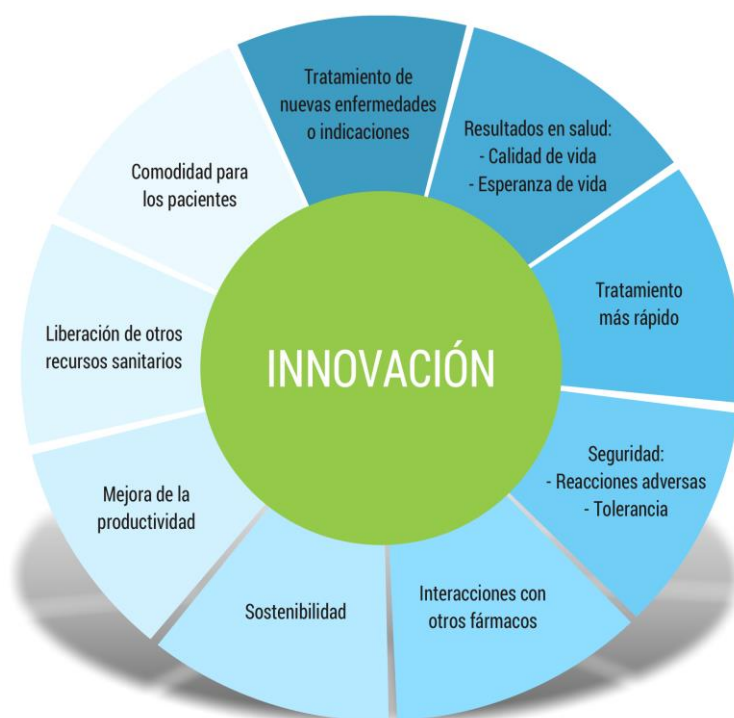 Tratamiento de
nuevas enfermedades
o indicaciones
Resultados en salud:
- Calidad de vida
- Esperanza de vida
Tratamiento
más rápido
Seguridad:
- Reacciones adversas
- Tolerancia
Interacciones con
otros fármacos
Sostenibilidad
Mejora de la
productividad
Liberación de otros
recursos sanitarios
Comodidad para
los pacientes
INNOVACIÓN